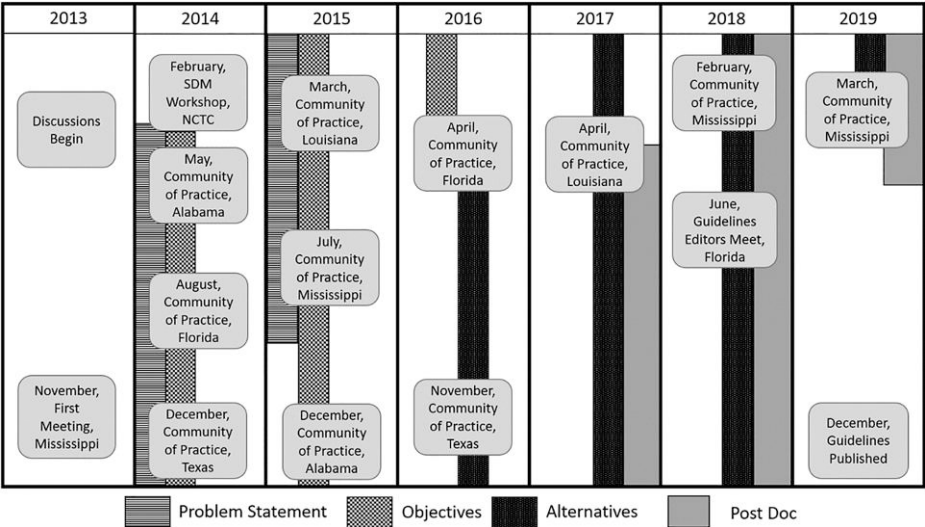 2013
2014
2015
2016
2017
2018
2019
Discussions
Begin
November,
First
Meeting,
Mississippi
February,
SDM
Workshop,
NCTC
May,
Community
of Practice,
Alabama
August,
Community
of Practice,
Florida
December,
Community
of Practice,
Texas
March,
Community
of Practice,
Louisiana
July,
Community
of Practice,
Mississippi
December,
Community
of Practice,
Alabama
April,
Community
of Practice,
Florida
November,
Community
of Practice,
Texas
April,
Community
of Practice,
Louisiana
February,
Community
of Practice,
Mississippi
June,
Guidelines
Editors Meet,
Florida
March,
Community
of Practice,
Mississippi
December,
Guidelines
Published
Problem Statement
Objectives
Alternatives
Post Doc